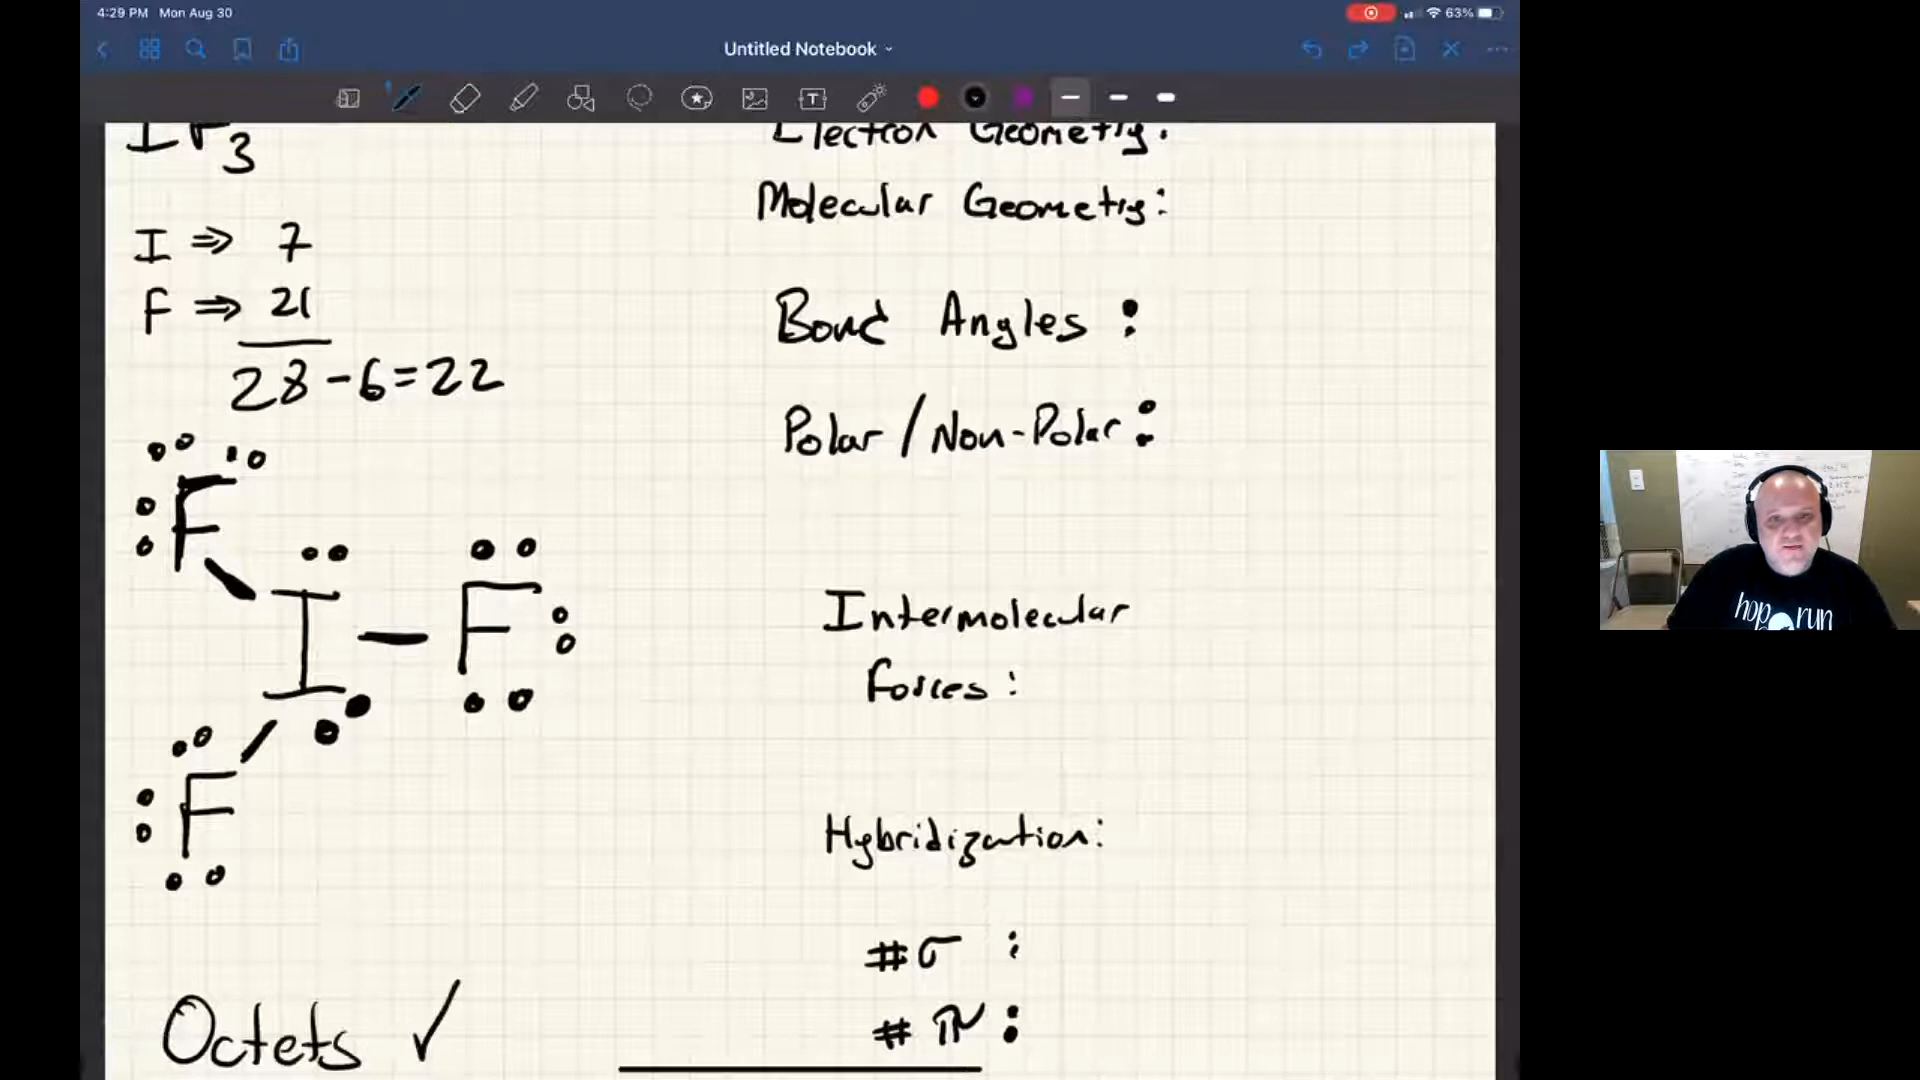 4:29 PM Mon Aug 30
63%
Untitled Notebook
T
IF3
Electron Geometry:
Molecular Geometry:
I ⇒ 7
F ⇒ 21
28 - 6 = 22
Bond Angles :
Polar / Non-Polar :
F
I - F
F
Intermolecular
Forces :
Hybridization:
# σ :
# π :
Octets ✓
hop run